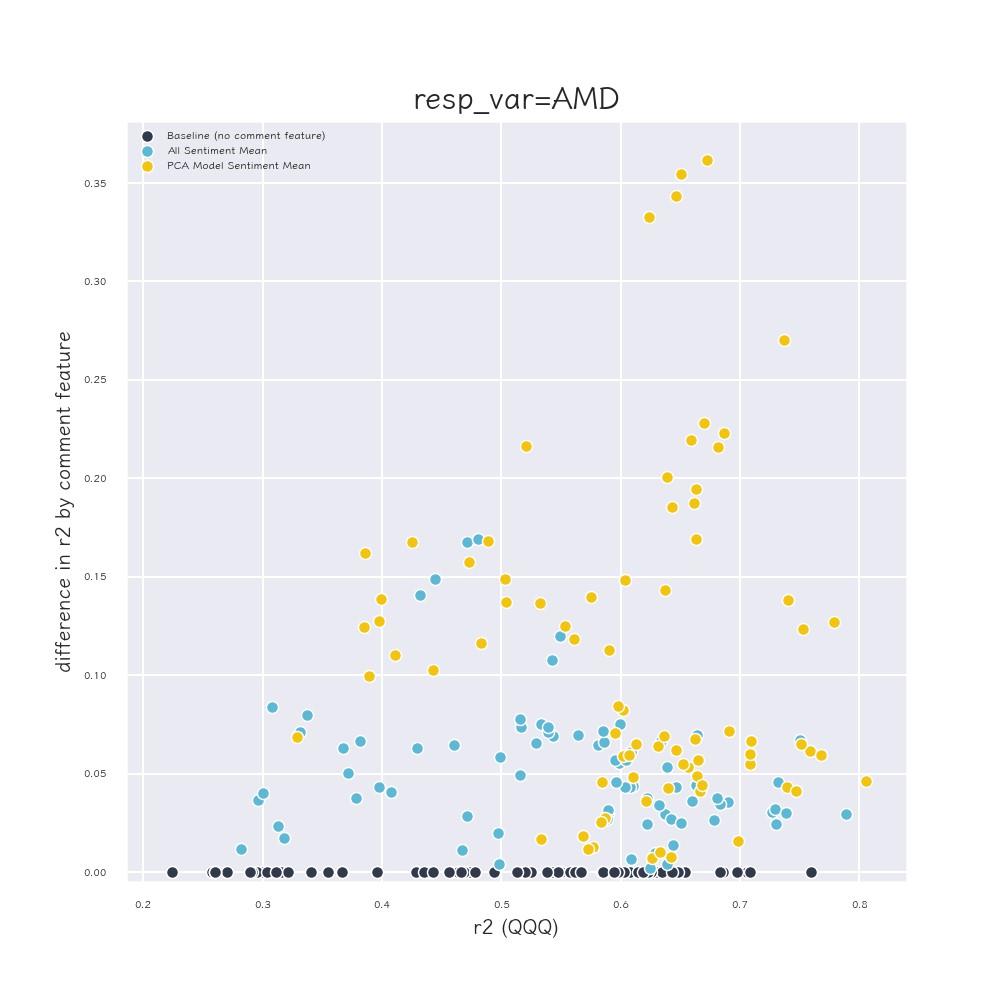 resp_var=AMD
Baseline (no comment feature)
All Sentiment Mean
PCA Model Sentiment Mean
difference in r2 by comment feature
0.35
0.30
0.25
0.20
0.15
0.10
0.05
0.00
0.2 0.3 0.4 0.5 0.6 0.7 0.8
r2 (QQQ)